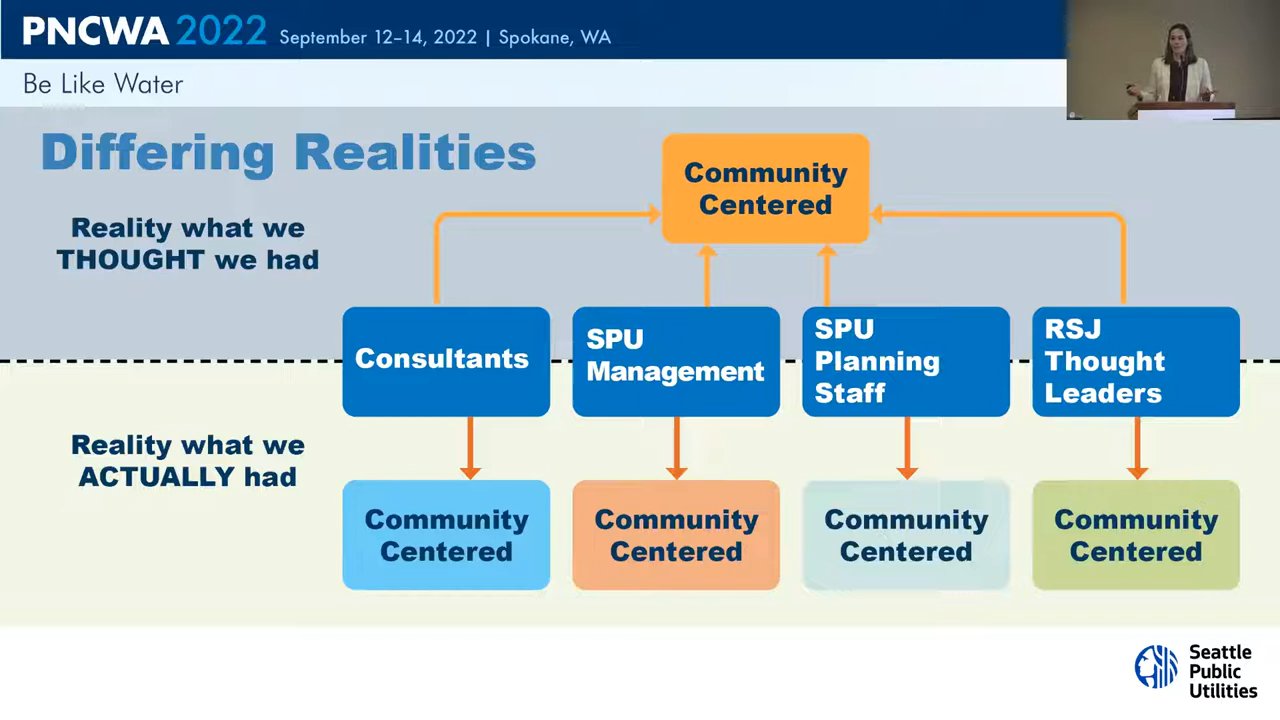 PNCWA 2022 September 12–14, 2022 | Spokane, WA
Be Like Water
Differing Realities
Community
Centered
Reality what we
THOUGHT we had
Consultants
SPU
Management
SPU
Planning
Staff
RSJ
Thought
Leaders
Reality what we
ACTUALLY had
Community
Centered
Community
Centered
Community
Centered
Community
Centered
Seattle
Public
Utilities